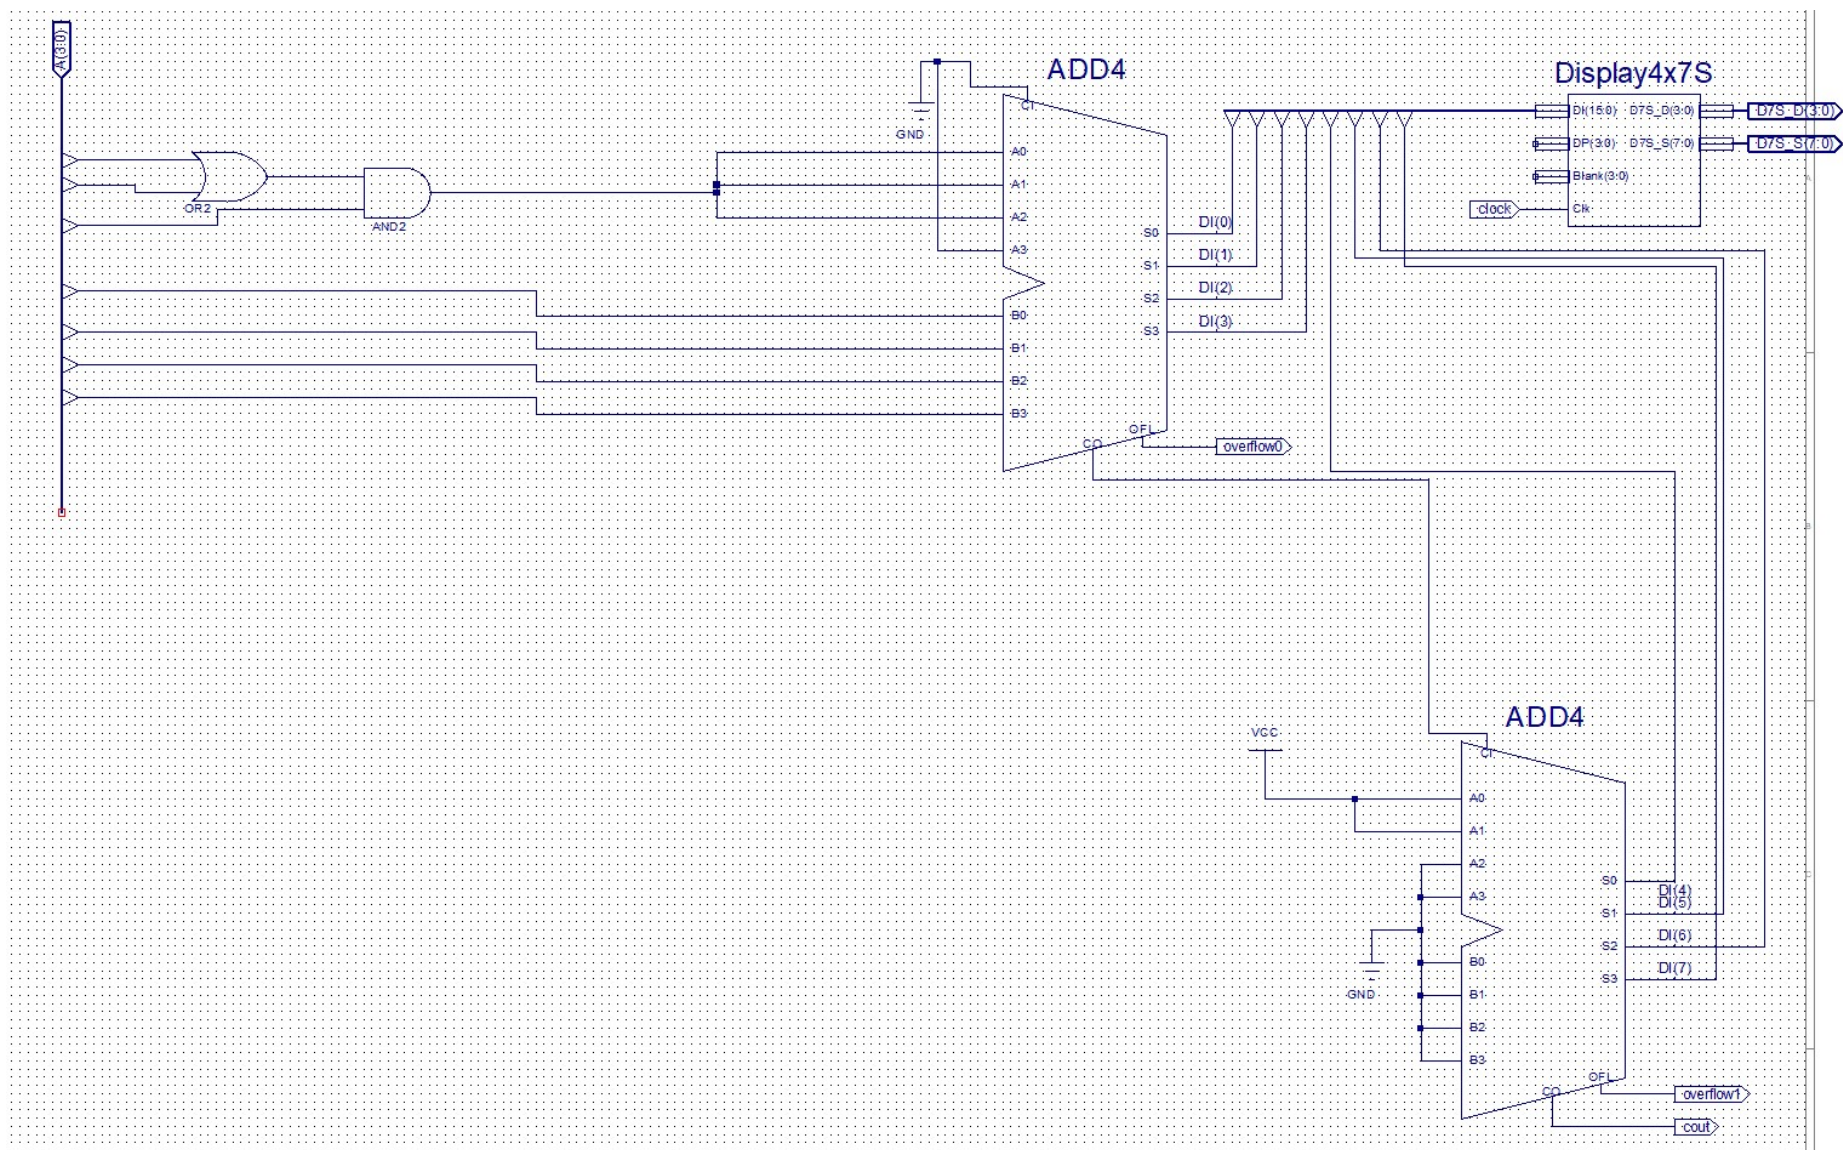 A(3:0)
OR2
AND2
GND
ADD4
CI
A0
A1
A2
A3
B0
B1
B2
B3
S0
S1
S2
S3
CO
OFL
DI(0)
DI(1)
DI(2)
DI(3)
overflow0
Display4x7S
DI(15:0) D7S_D(3:0)
DP(3:0) D7S_S(7:0)
Blank(3:0)
Clk
clock
D7S_D(3:0)
D7S_S(7:0)
A
B
C
VCC
GND
ADD4
CI
A0
A1
A2
A3
B0
B1
B2
B3
S0
S1
S2
S3
CO
OFL
DI(4)
DI(5)
DI(6)
DI(7)
overflow1
cout